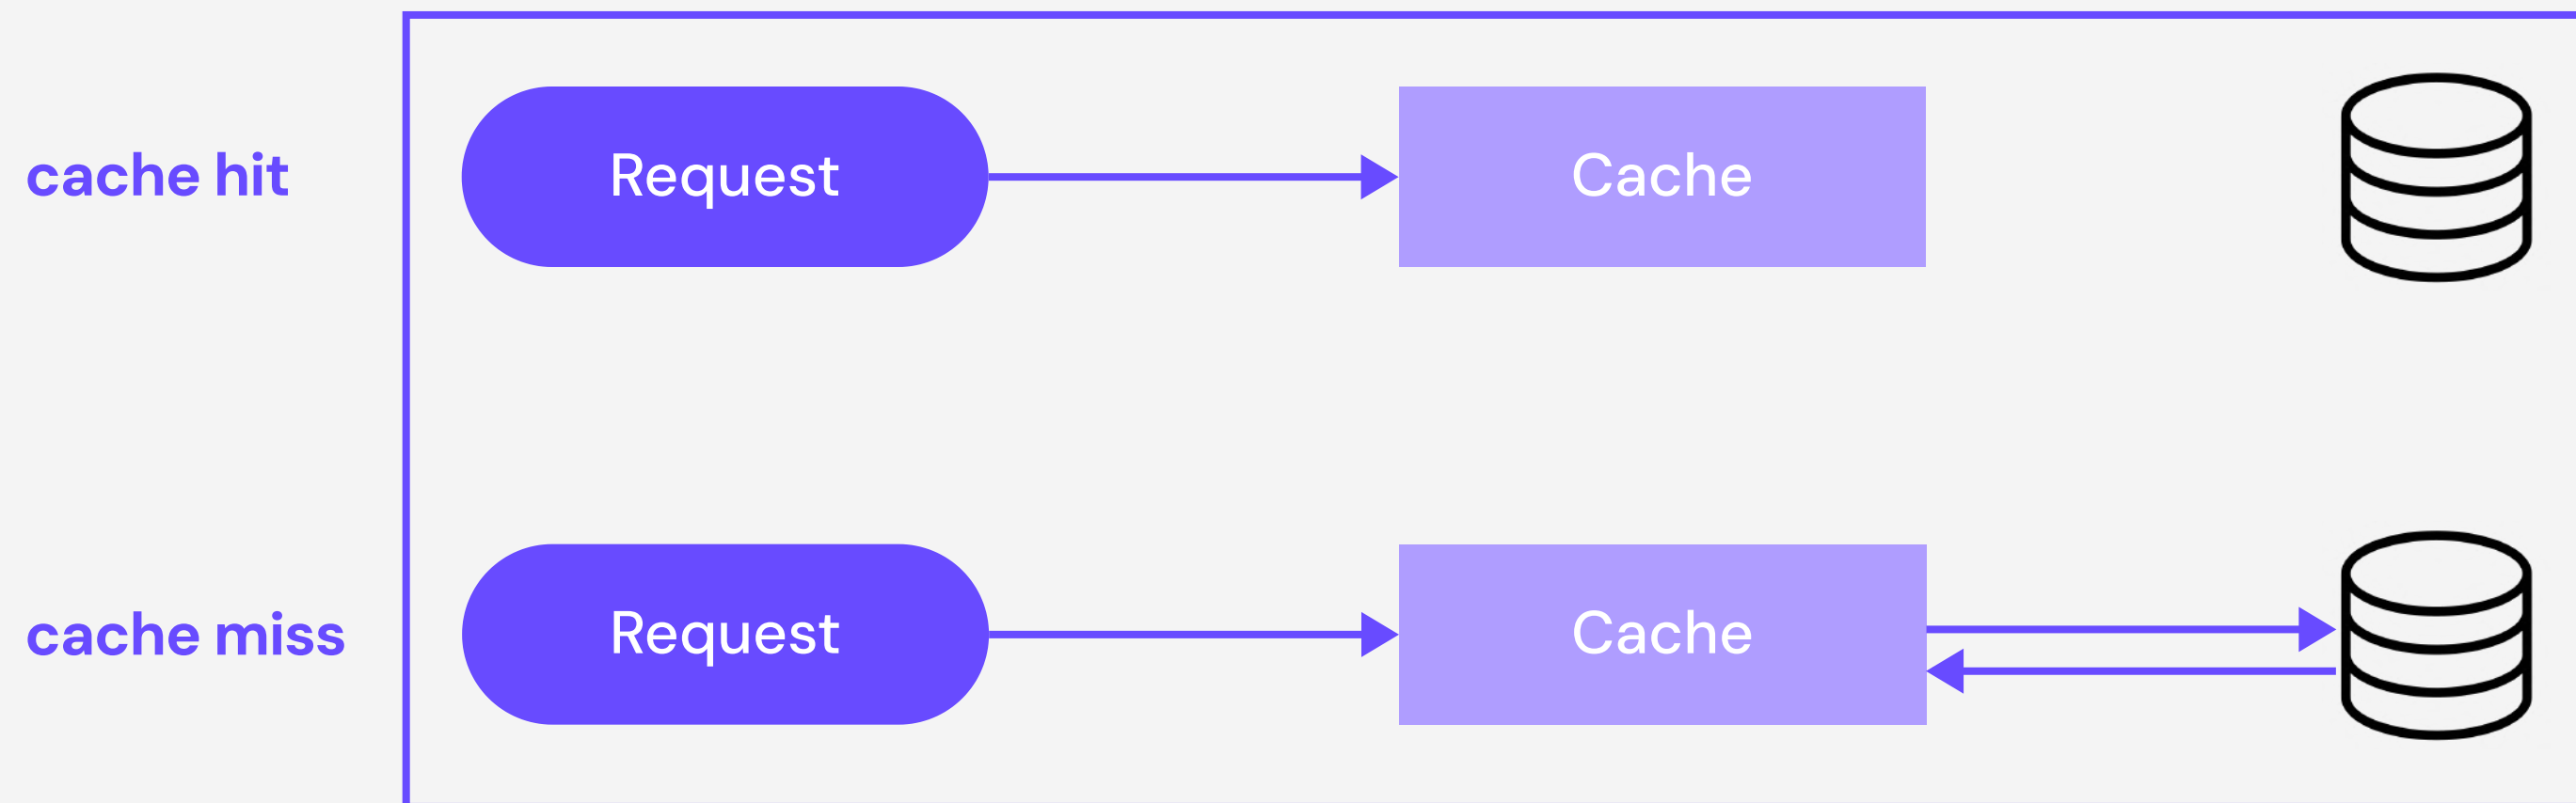 cache hit
Request
Cache
cache miss
Request
Cache